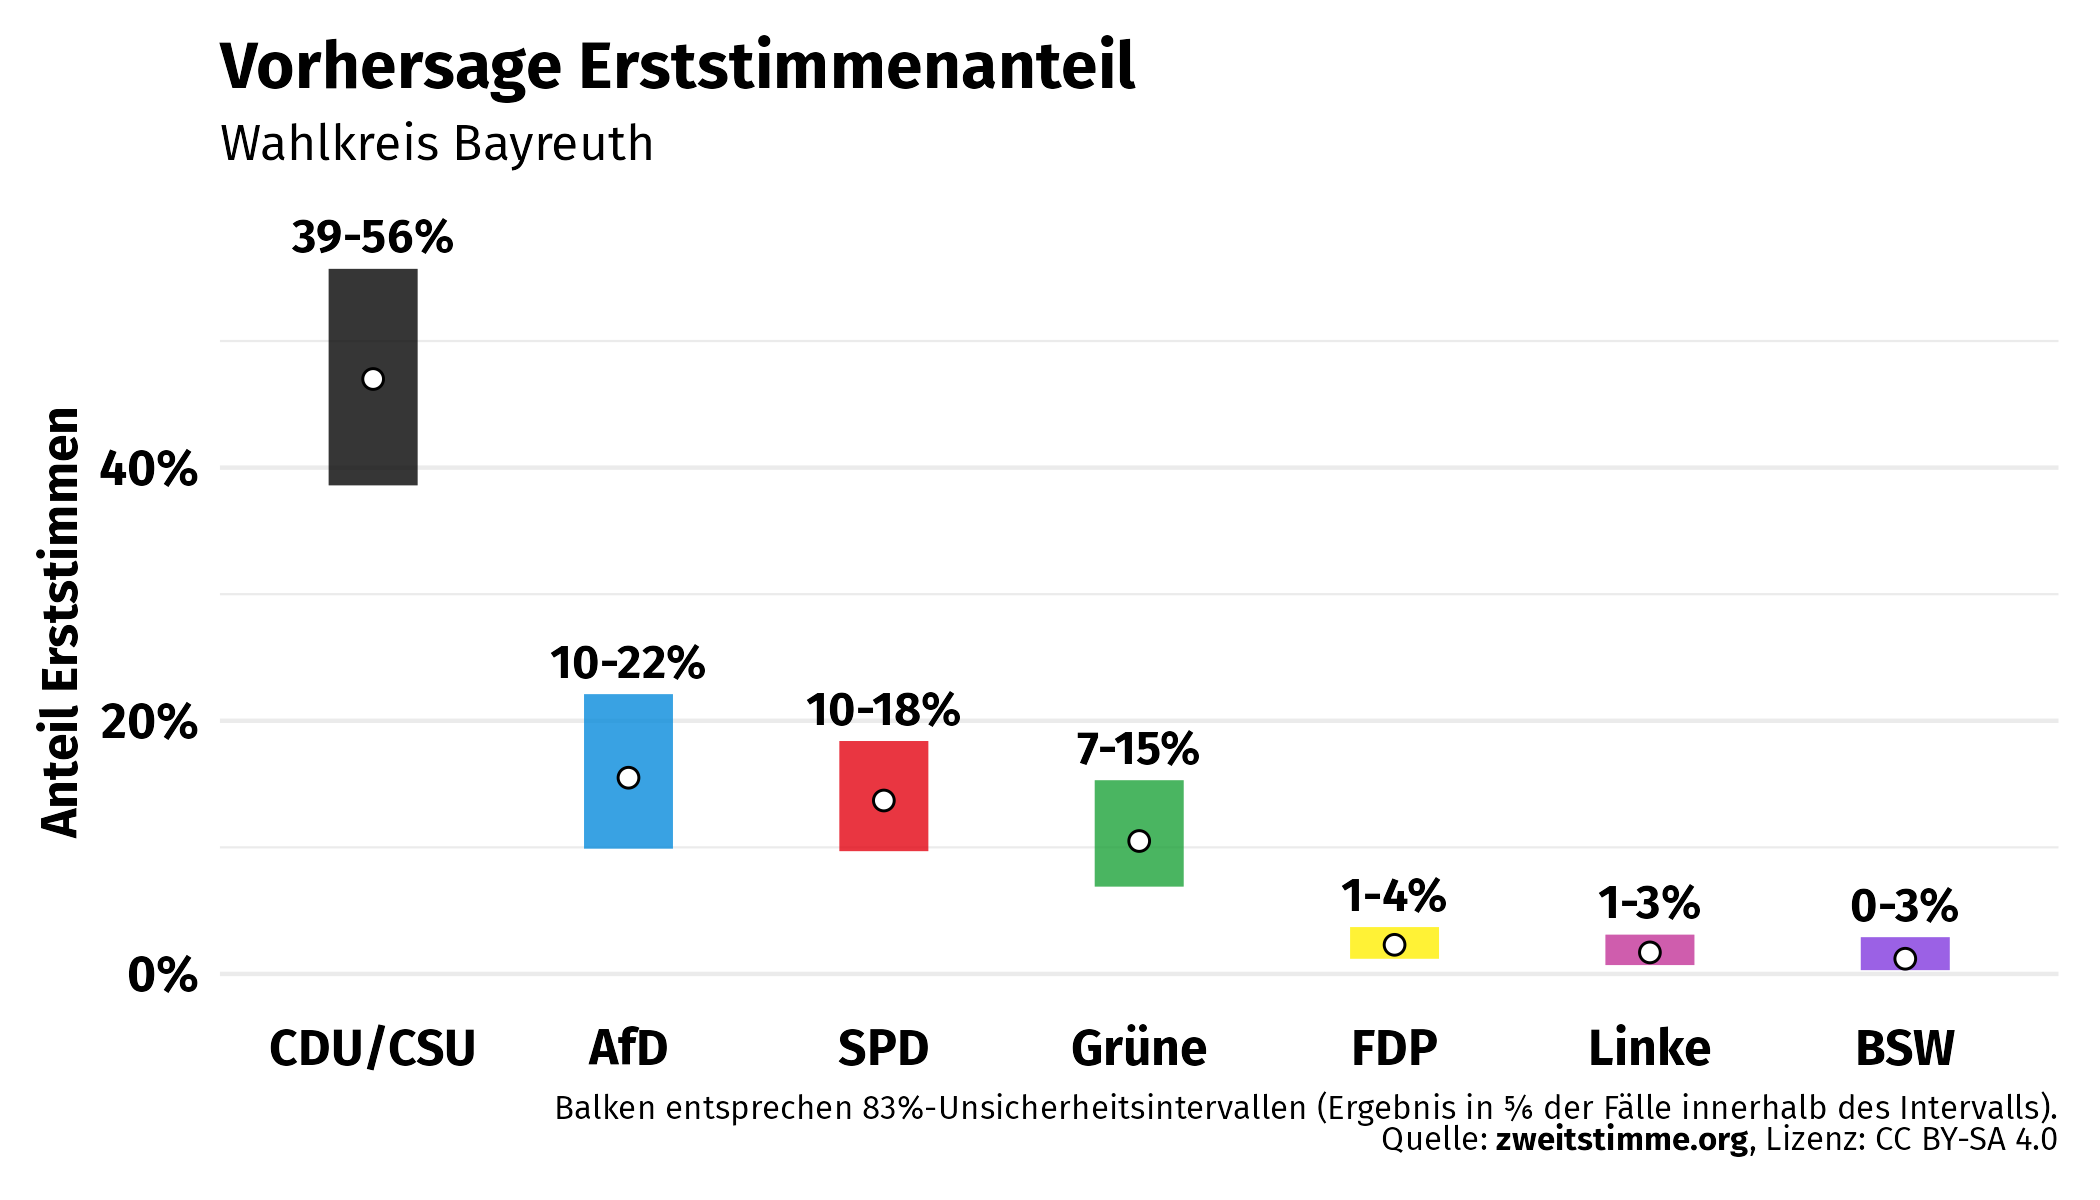 Vorhersage Erststimmenanteil
Wahlkreis Bayreuth
39-56%
40%
10-22%
10-18%
20%
7-15%
1-4%
1-3%
0-3%
0%
Anteil Erststimmen
CDU/CSU AfD SPD Grüne FDP Linke BSW
Balken entsprechen 83%-Unsicherheitsintervallen (Ergebnis in ⅚ der Fälle innerhalb des Intervalls).
Quelle: zweitstimme.org, Lizenz: CC BY-SA 4.0